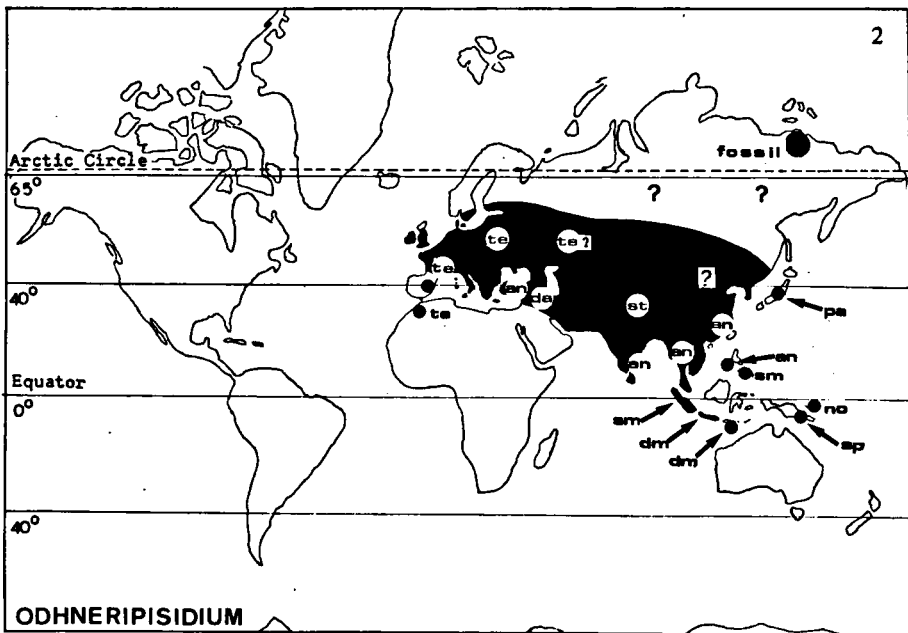 2
fossil
Arctic Circle
65°
? ?
te te ?
te ?
40° an da st pa
te an
an an an
sm
Equator
0° no
sm
dm sp
dm
40°
ODHNERIPISIDIUM